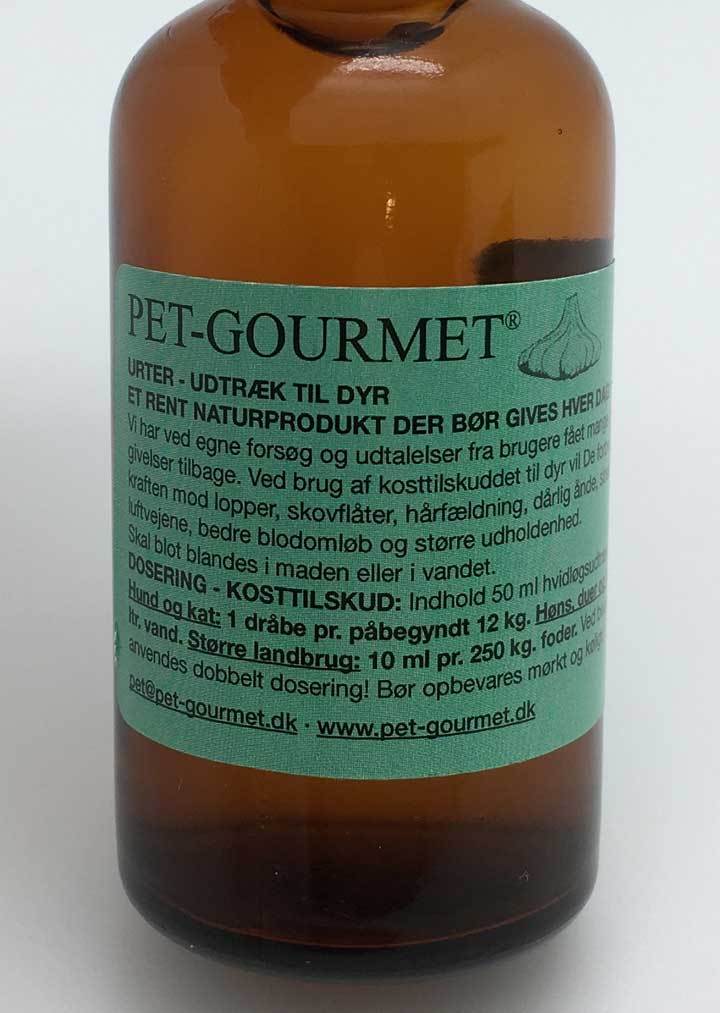 PET-GOURMET®
URTER - UDTRÆK TIL DYR
ET RENT NATURPRODUKT DER BØR GIVES HVER
Vi har ved egne forsøg og udtalelser fra brugere fået
givelser tilbage. Ved brug af kosttilskuddet til dyr vil De
kraften mod lopper, skovflåter, hårfældning, dårlig ånde,
luftvejene, bedre blodomløb og større udholdenhed.
Skal blot blandes i maden eller i vandet.
DOSERING - KOSTTILSKUD: Indhold 50 ml
Hund og kat: 1 dråbe pr. påbegyndt 12 kg. Høns, duer
ltr. vand. Større landbrug: 10 ml pr. 250 kg. foder. Ved
anvendes dobbelt dosering! Bør opbevares mørkt og
pet@pet-gourmet.dk · www.pet-gourmet.dk